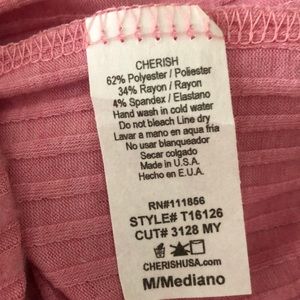 CHERISH
62% Polyester / Poliester
34% Rayon / Rayon
4% Spandex / Elastano
Hand wash in cold water
Do not bleach Line dry
Lavar a mano en aqua fria
No usar blanqueador
Secar colgado
Made in U.S.A.
Hecho en E.U.A.
RN#111856
STYLE# T16126
CUT# 3128 MY
CHERISHUSA.com
M/Mediano